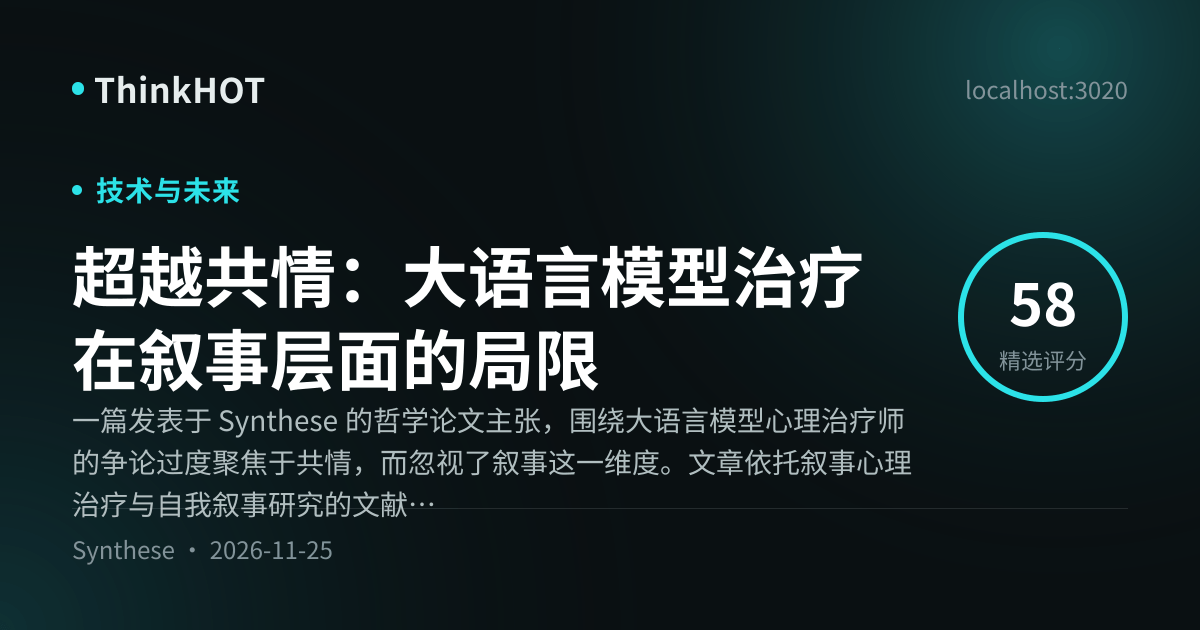 ThinkHOT
localhost:3020
技术与未来
超越共情：大语言模型治疗
在叙事层面的局限
58
精选评分
一篇发表于 Synthese 的哲学论文主张，围绕大语言模型心理治疗师
的争论过度聚焦于共情，而忽视了叙事这一维度。文章依托叙事心理
治疗与自我叙事研究的文献…
Synthese · 2026-11-25